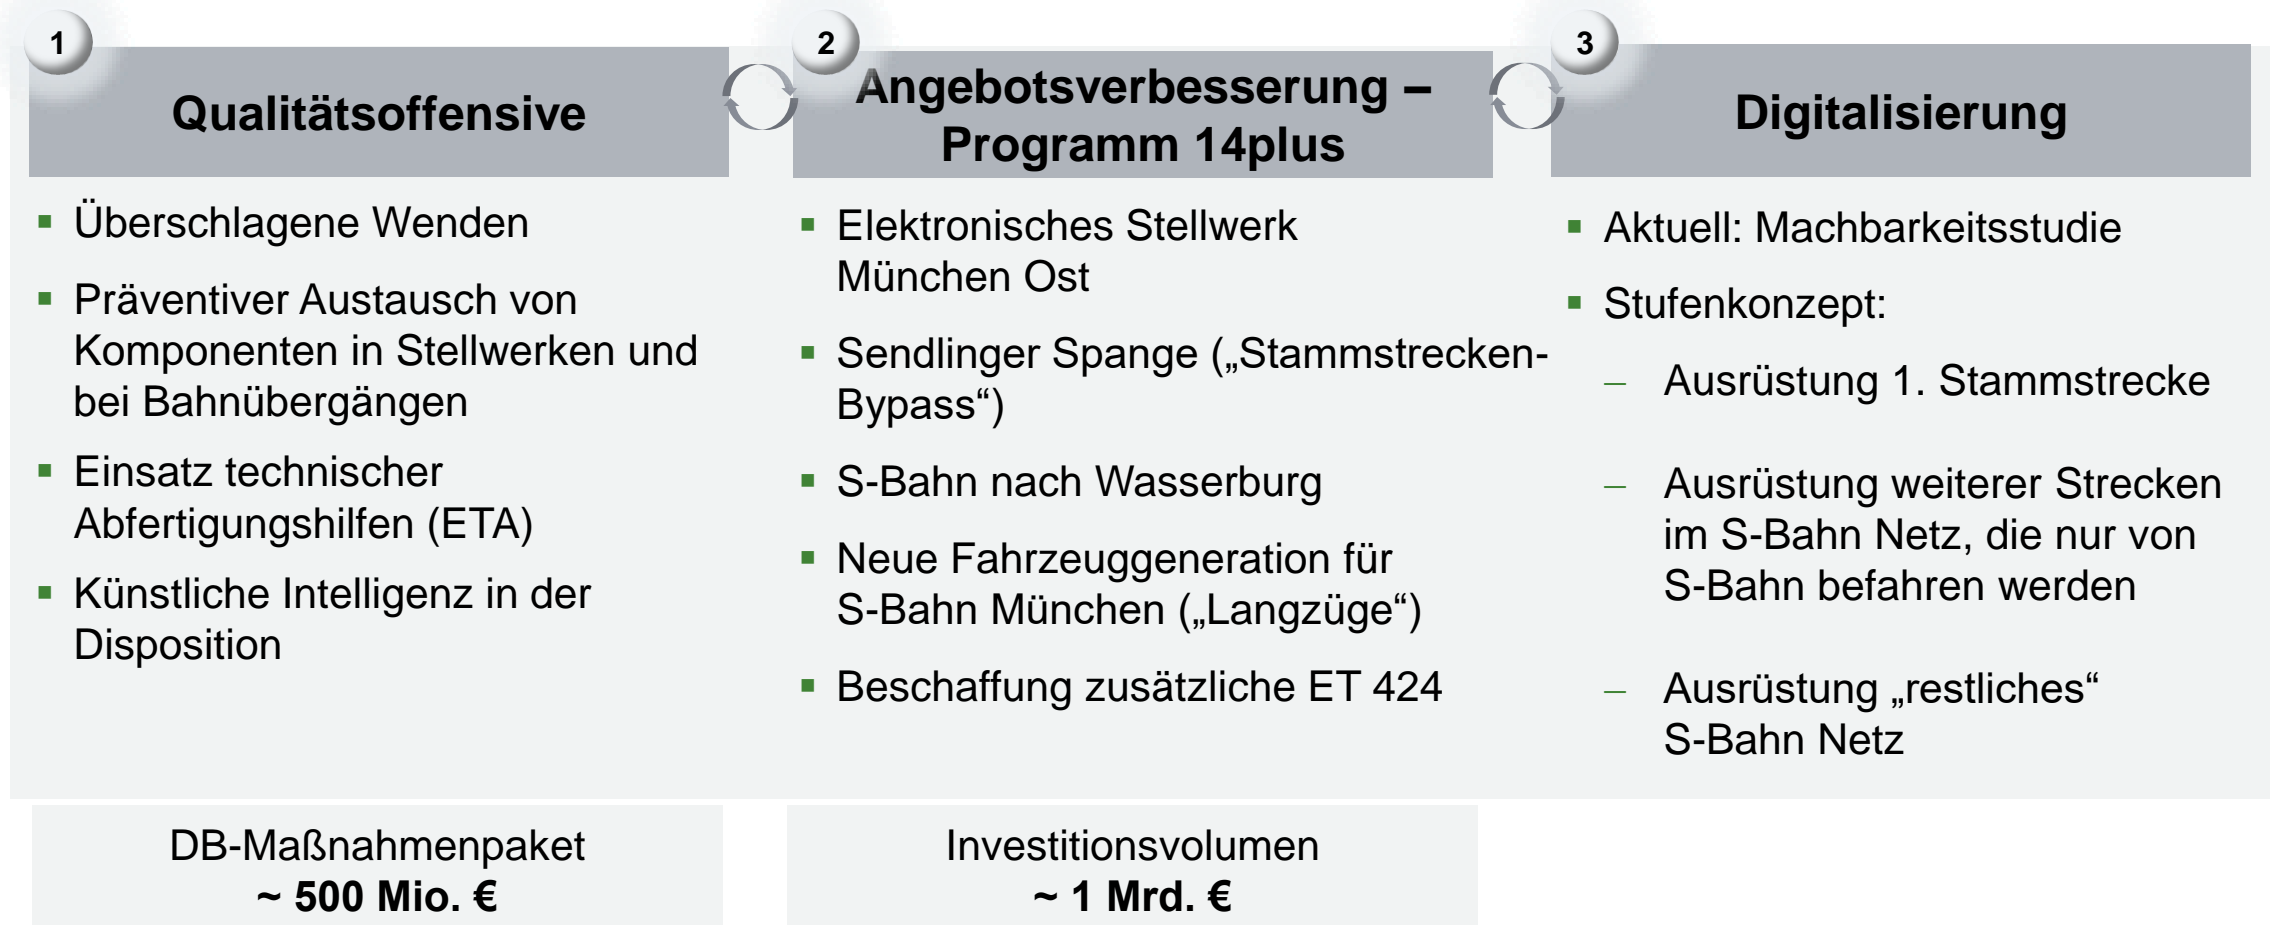 1
Qualitätsoffensive
Überschlagene Wenden
Präventiver Austausch von
Komponenten in Stellwerken und
bei Bahnübergängen
Einsatz technischer
Abfertigungshilfen (ETA)
Künstliche Intelligenz in der
Disposition
DB-Maßnahmenpaket
~ 500 Mio. €
2
Angebotsverbesserung –
Programm 14plus
Elektronisches Stellwerk
München Ost
Sendlinger Spange („Stammstrecken-
Bypass“)
S-Bahn nach Wasserburg
Neue Fahrzeuggeneration für
S-Bahn München („Langzüge“)
Beschaffung zusätzliche ET 424
Investitionsvolumen
~ 1 Mrd. €
3
Digitalisierung
Aktuell: Machbarkeitsstudie
Stufenkonzept:
– Ausrüstung 1. Stammstrecke
– Ausrüstung weiterer Strecken
im S-Bahn Netz, die nur von
S-Bahn befahren werden
– Ausrüstung „restliches“
S-Bahn Netz